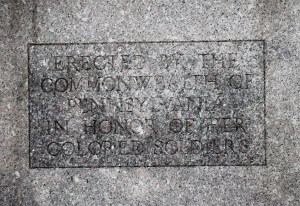 ERECTED BY THE
COMMONWEALTH OF
PENNSYLVANIA
IN HONOR OF HER
COLORED SOLDIERS